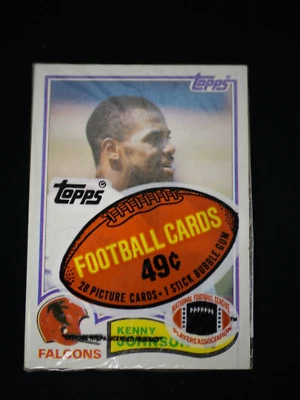 Topps
Topps
FOOTBALL CARDS
49¢
28 PICTURE CARDS • 1 STICK BUBBLE GUM
NATIONAL FOOTBALL LEAGUE
PLAYERS ASSOCIATION
KENNY
JOHNSON
FALCONS